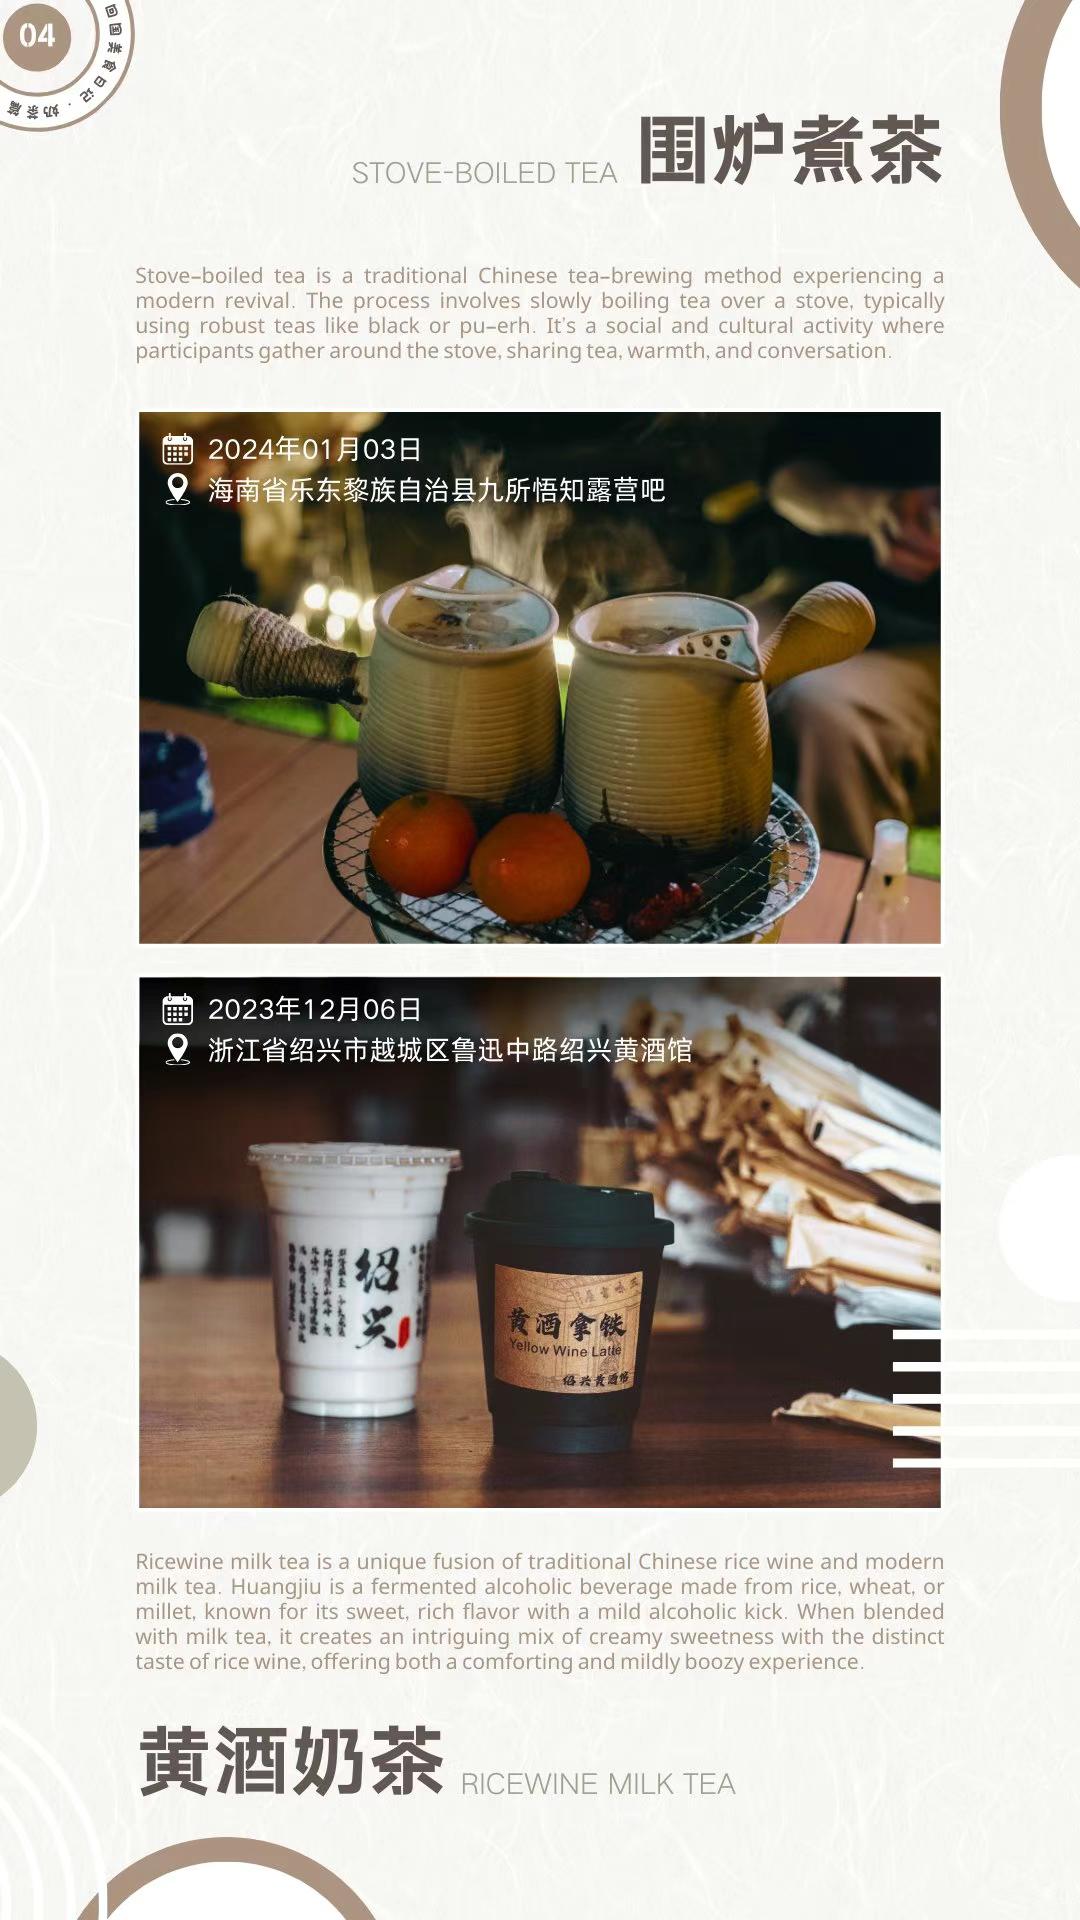 04
回国美食日记·奶茶篇
STOVE-BOILED TEA 围炉煮茶
Stove-boiled tea is a traditional Chinese tea-brewing method experiencing a
modern revival. The process involves slowly boiling tea over a stove, typically
using robust teas like black or pu-erh. It's a social and cultural activity where
participants gather around the stove, sharing tea, warmth, and conversation.
2024年01月03日
海南省乐东黎族自治县九所悟知露营吧
2023年12月06日
浙江省绍兴市越城区鲁迅中路绍兴黄酒馆
绍兴
黄酒拿铁
Yellow Wine Latte
绍兴黄酒馆
Ricewine milk tea is a unique fusion of traditional Chinese rice wine and modern
milk tea. Huangjiu is a fermented alcoholic beverage made from rice, wheat, or
millet, known for its sweet, rich flavor with a mild alcoholic kick. When blended
with milk tea, it creates an intriguing mix of creamy sweetness with the distinct
taste of rice wine, offering both a comforting and mildly boozy experience.
黄酒奶茶 RICEWINE MILK TEA